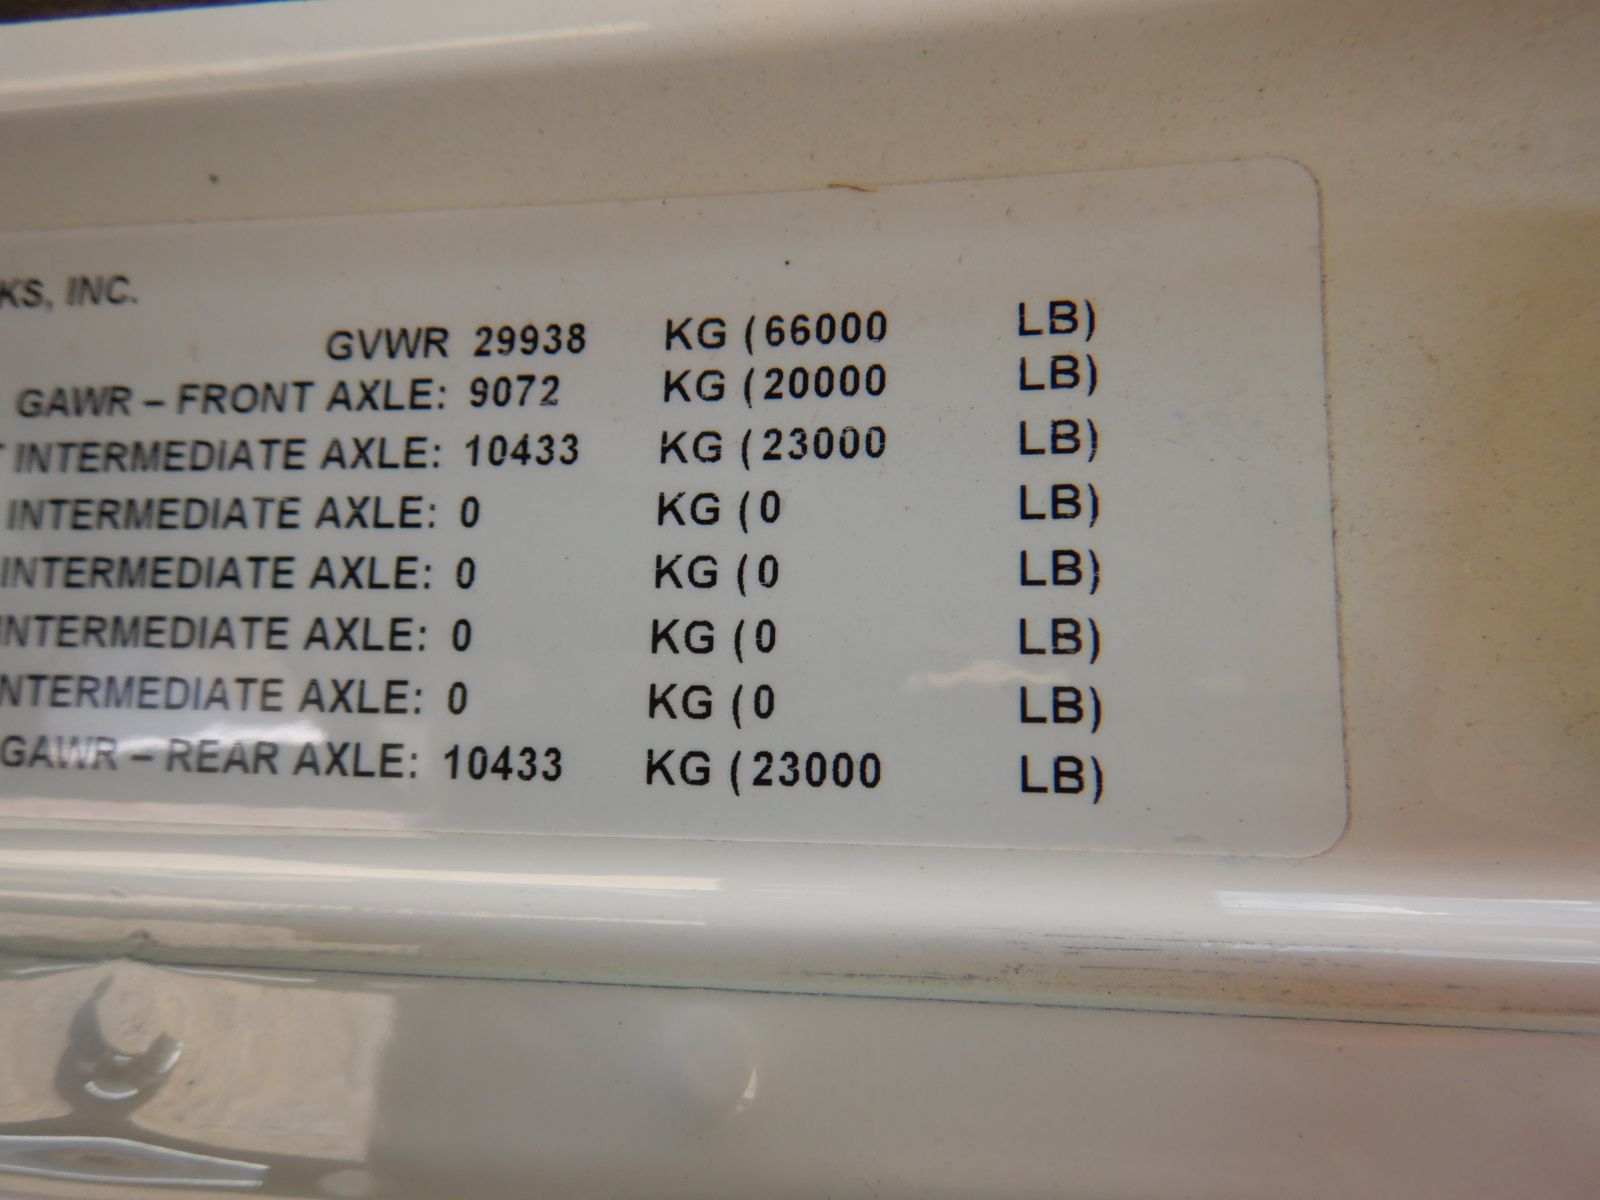 KS, INC.
GVWR 29938 KG (66000 LB)
GAWR – FRONT AXLE: 9072 KG (20000 LB)
INTERMEDIATE AXLE: 10433 KG (23000 LB)
INTERMEDIATE AXLE: 0 KG (0 LB)
INTERMEDIATE AXLE: 0 KG (0 LB)
INTERMEDIATE AXLE: 0 KG (0 LB)
INTERMEDIATE AXLE: 0 KG (0 LB)
GAWR – REAR AXLE: 10433 KG (23000 LB)